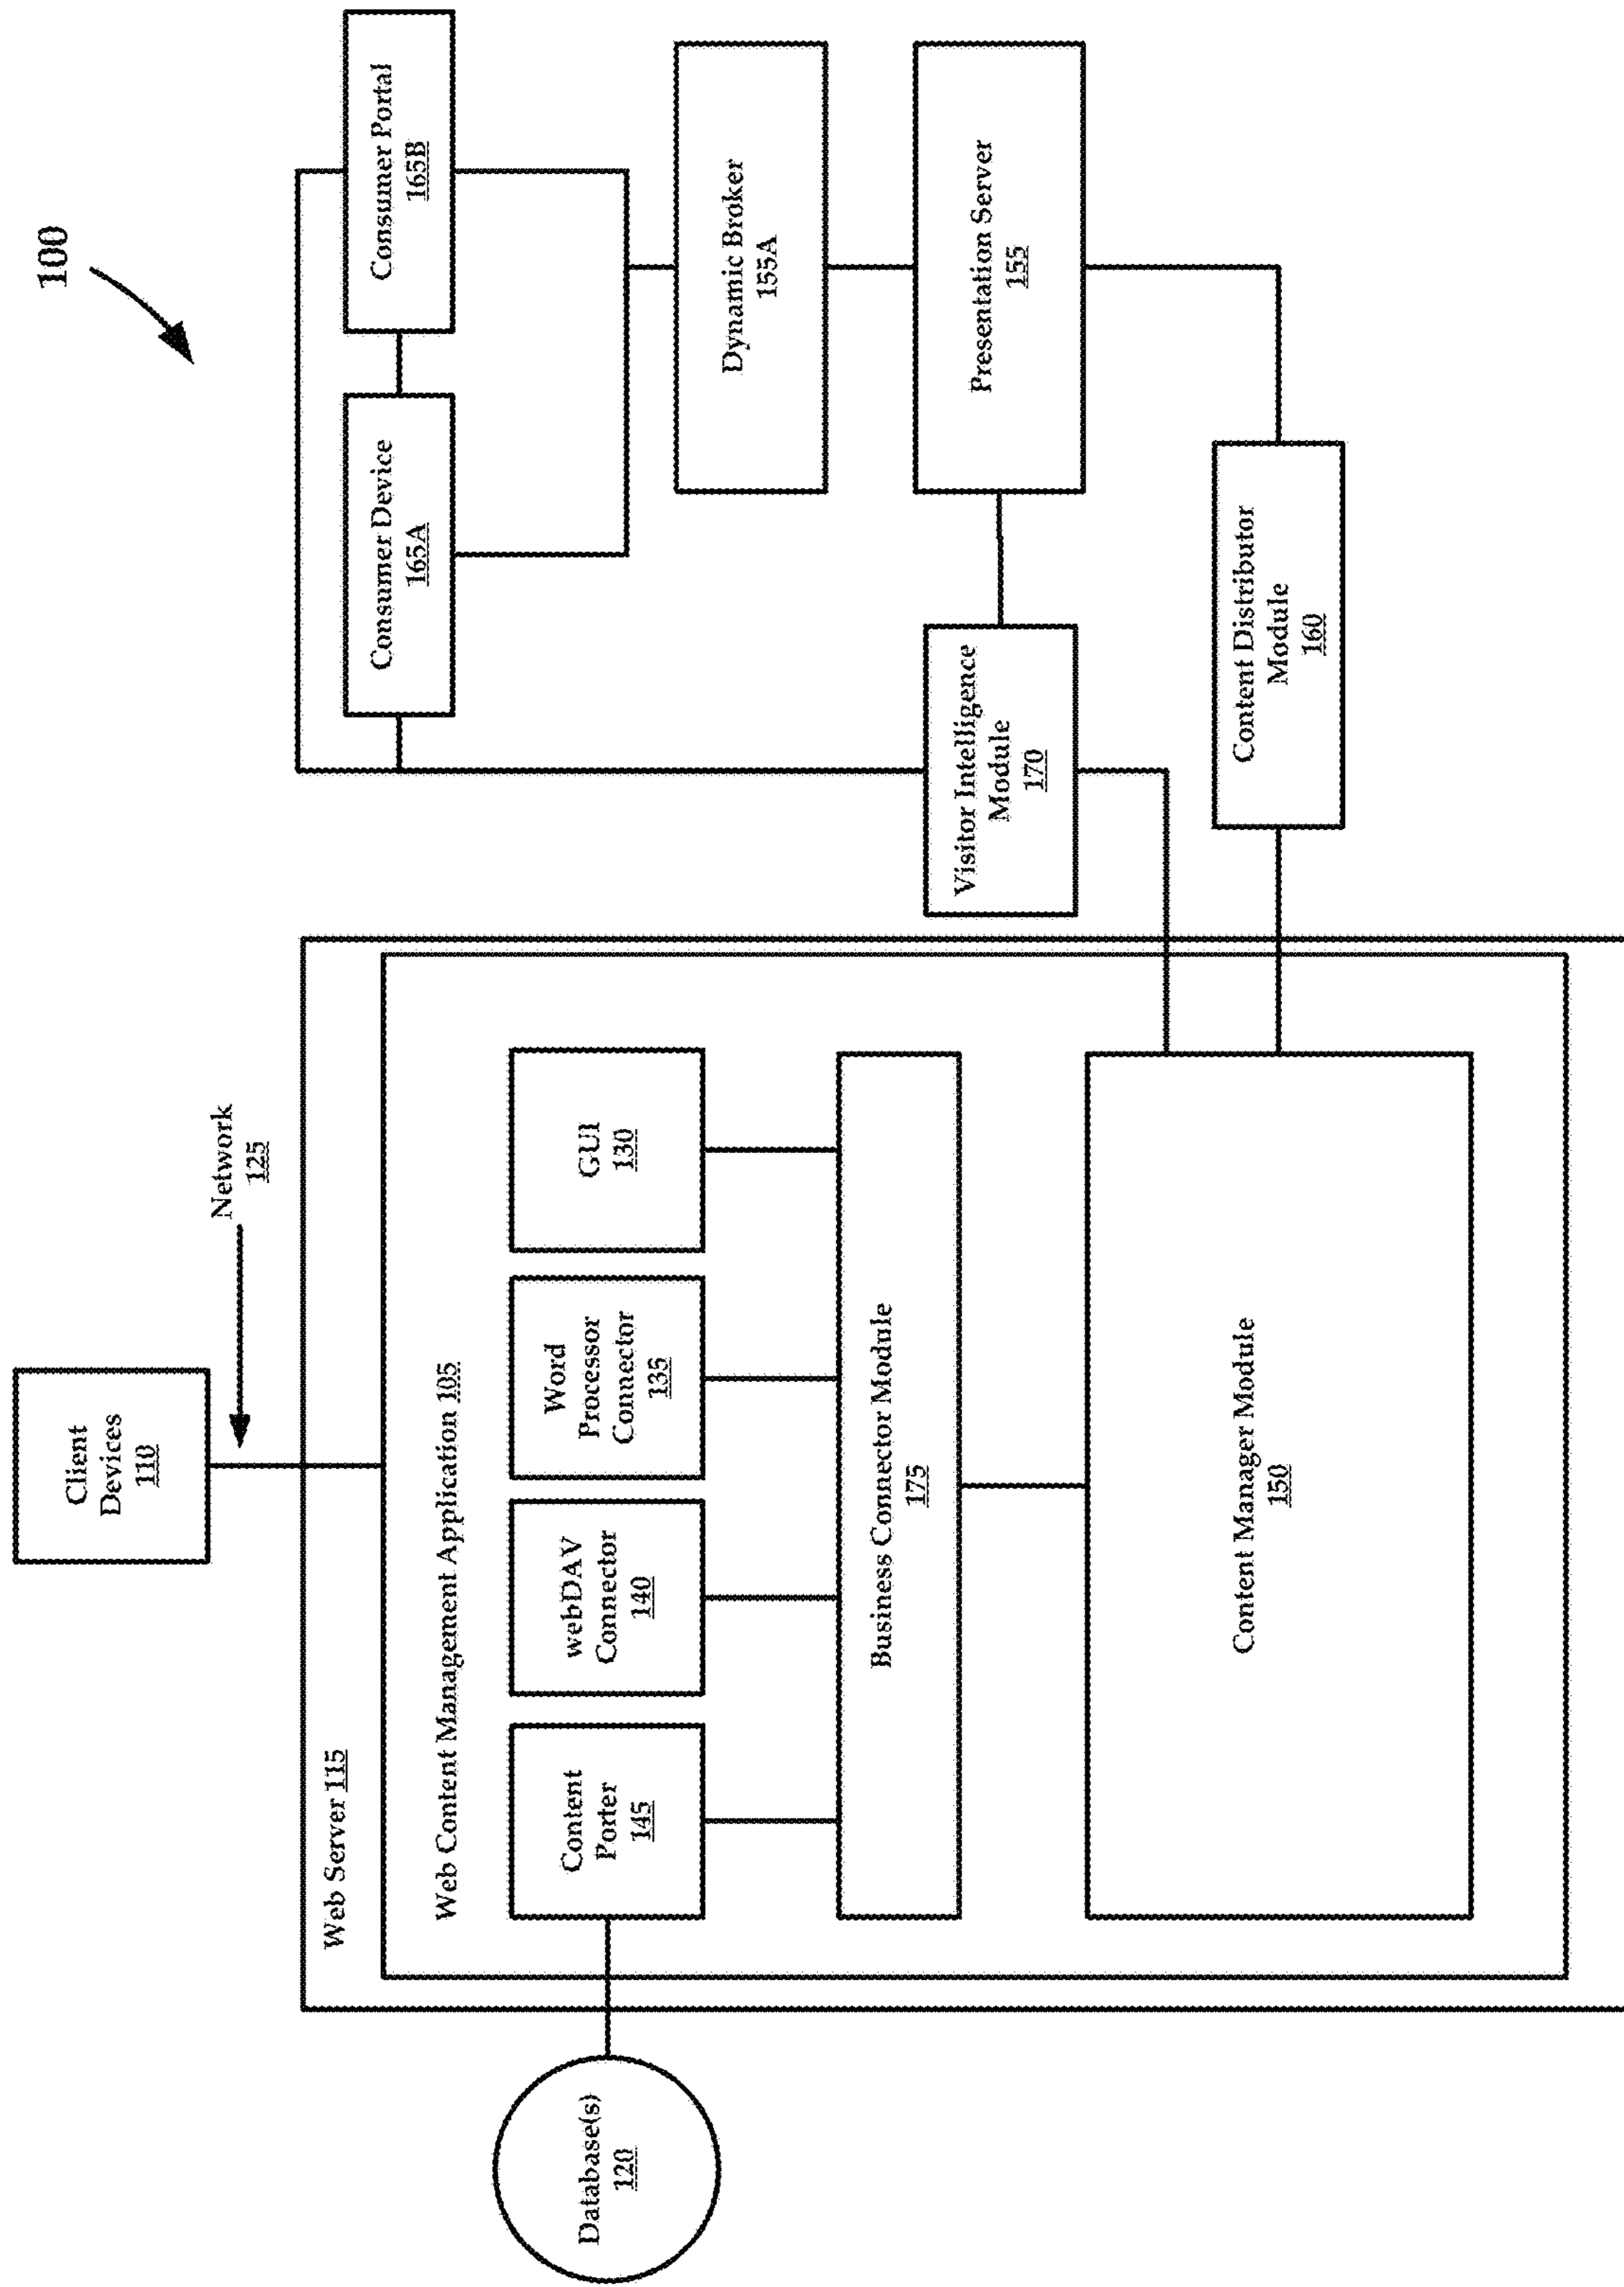 100
Client
Devices
110
Network
125
Web Server 115
Web Content Management Application 105
Database(s)
120
Content
Porter
145
webDAV
Connector
140
Word
Processor
Connector
135
GUI
130
Business Connector Module
175
Content Manager Module
150
Consumer Device
165A
Consumer Portal
165B
Dynamic Broker
155A
Presentation Server
155
Visitor Intelligence
Module
170
Content Distributor
Module
160